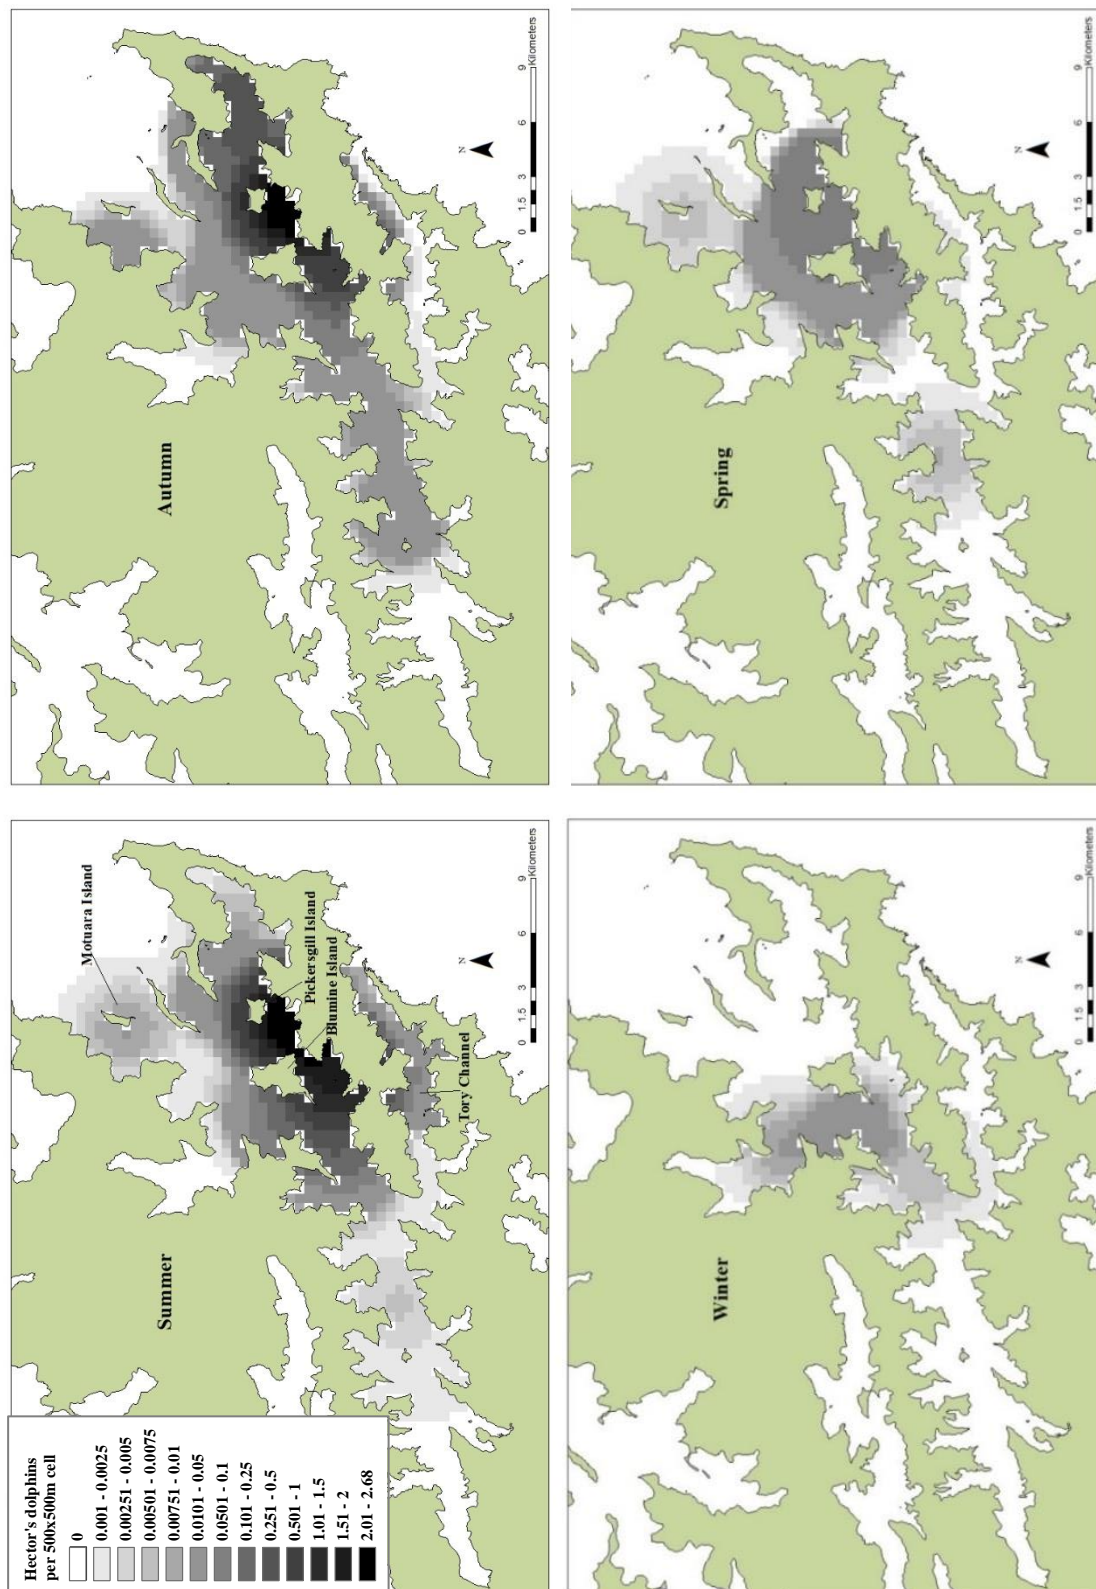 Hector's dolphins
per 500x500m cell
0
0.001 - 0.0025
0.00251 - 0.005
0.00501 - 0.0075
0.00751 - 0.01
0.0101 - 0.05
0.0501 - 0.1
0.101 - 0.25
0.251 - 0.5
0.501 - 1
1.01 - 1.5
1.51 - 2
2.01 - 2.68
Summer
Motuara Island
Pickersgill Island
Blumine Island
Tory Channel
N
0 1.5 3 6 9
Kilometers
Autumn
N
0 1.5 3 6 9
Kilometers
Winter
N
0 1.5 3 6 9
Kilometers
Spring
N
0 1.5 3 6 9
Kilometers